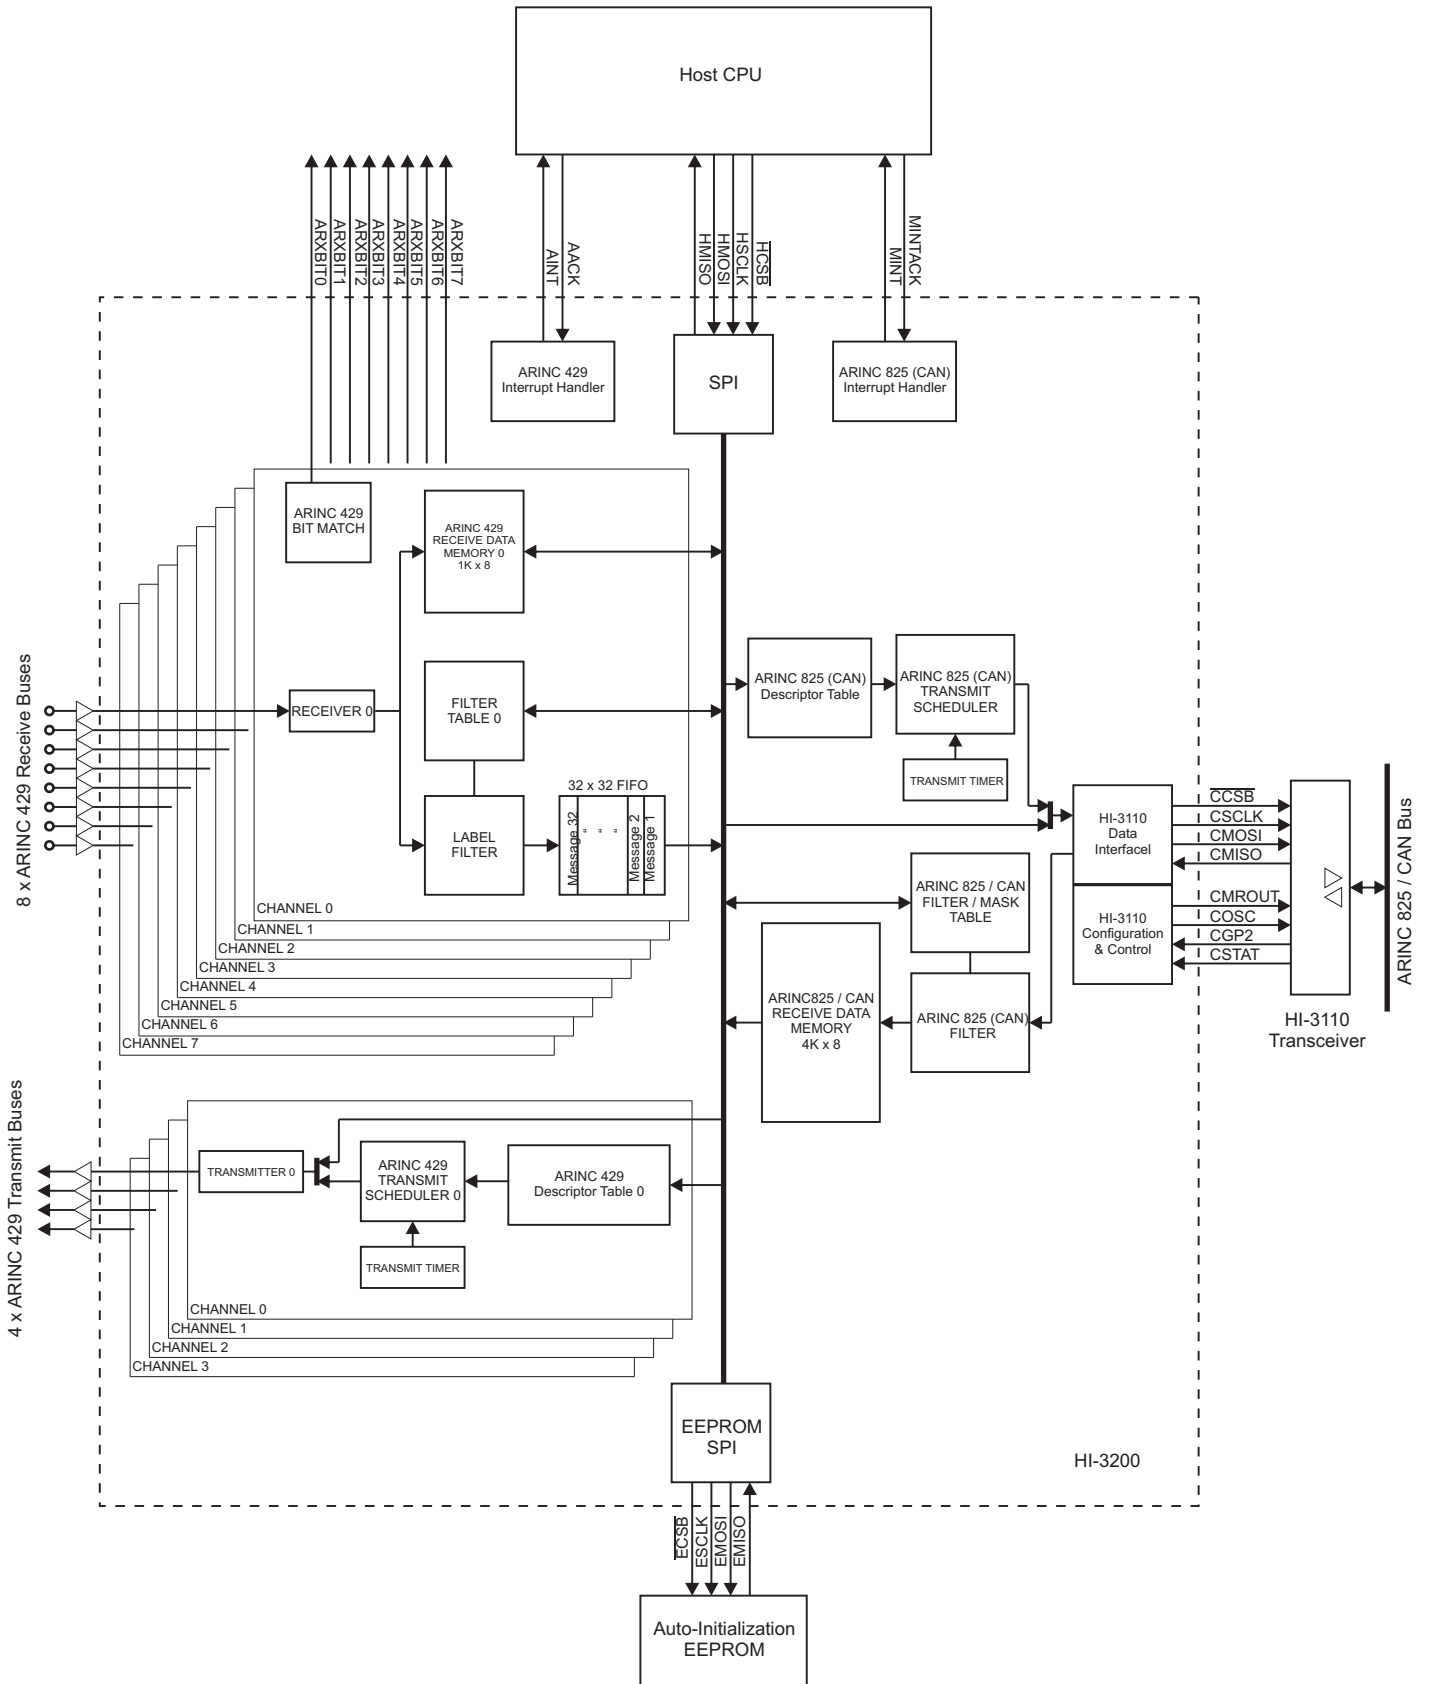 Host CPU
ARXBIT0
ARXBIT1
ARXBIT2
ARXBIT3
ARXBIT4
ARXBIT5
ARXBIT6
ARXBIT7
AINT
AACK
HMISO
HMOSI
HSCLK
HCSB
MINT
MINTACK
ARINC 429
Interrupt Handler
SPI
ARINC 825 (CAN)
Interrupt Handler
ARINC 429
BIT MATCH
ARINC 429
RECEIVE DATA
MEMORY 0
1K x 8
8 x ARINC 429 Receive Buses
RECEIVER 0
FILTER
TABLE 0
LABEL
FILTER
32 x 32 FIFO
Message 32
" " "
Message 2
Message 1
CHANNEL 0
CHANNEL 1
CHANNEL 2
CHANNEL 3
CHANNEL 4
CHANNEL 5
CHANNEL 6
CHANNEL 7
ARINC 825 (CAN)
Descriptor Table
ARINC 825 (CAN)
TRANSMIT
SCHEDULER
TRANSMIT TIMER
HI-3110
Data
Interfacel
HI-3110
Configuration
& Control
CCSB
CSCLK
CMOSI
CMISO
CMROUT
COSC
CGP2
CSTAT
HI-3110
Transceiver
ARINC 825 / CAN Bus
ARINC 825 / CAN
FILTER / MASK
TABLE
ARINC825 / CAN
RECEIVE DATA
MEMORY
4K x 8
ARINC 825 (CAN)
FILTER
4 x ARINC 429 Transmit Buses
TRANSMITTER 0
ARINC 429
TRANSMIT
SCHEDULER 0
ARINC 429
Descriptor Table 0
TRANSMIT TIMER
CHANNEL 0
CHANNEL 1
CHANNEL 2
CHANNEL 3
EEPROM
SPI
HI-3200
ECSB
ESCLK
EMOSI
EMISO
Auto-Initialization
EEPROM